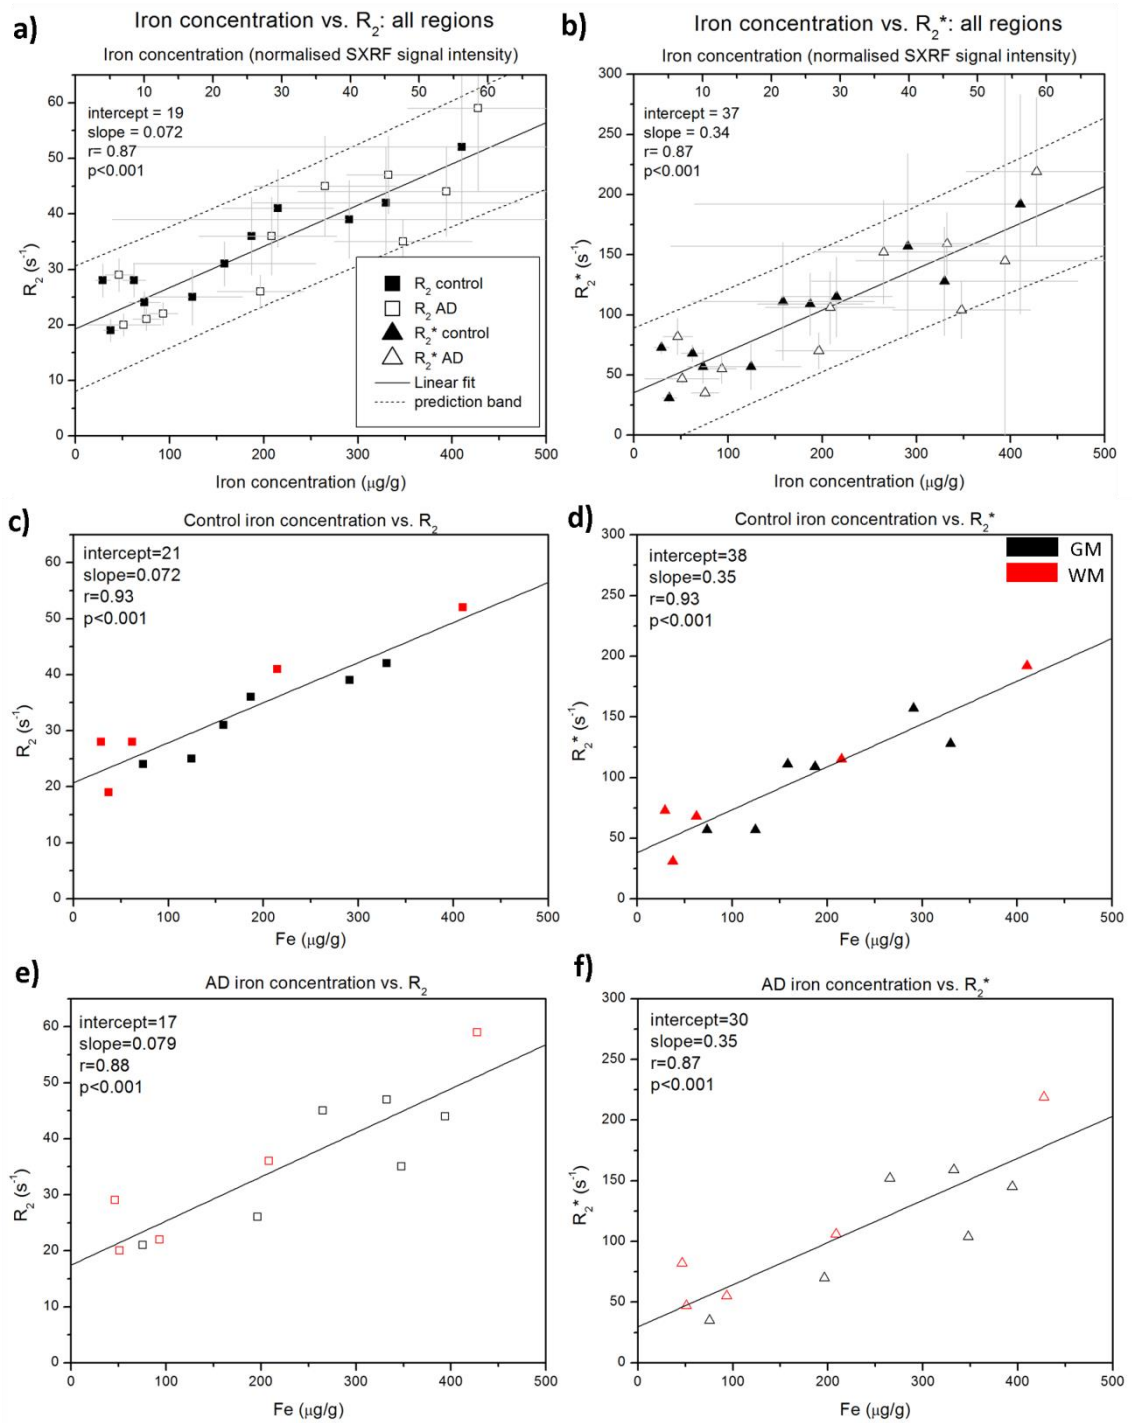 a)
Iron concentration vs. R₂: all regions
Iron concentration (normalised SXRF signal intensity)
0 10 20 30 40 50 60
intercept = 19
slope = 0.072
r= 0.87
p<0.001
60
50
40
30
20
10
0
R₂ (s⁻¹)
R₂ control
R₂ AD
R₂* control
R₂* AD
Linear fit
prediction band
0 100 200 300 400 500
Iron concentration (μg/g)
b)
Iron concentration vs. R₂*: all regions
Iron concentration (normalised SXRF signal intensity)
0 10 20 30 40 50 60
intercept = 37
slope = 0.34
r= 0.87
p<0.001
300
250
200
150
100
50
0
R₂* (s⁻¹)
0 100 200 300 400 500
Iron concentration (μg/g)
c)
Control iron concentration vs. R₂
intercept=21
slope=0.072
r=0.93
p<0.001
60
50
40
30
20
10
0
R₂ (s⁻¹)
0 100 200 300 400 500
Fe (μg/g)
d)
Control iron concentration vs. R₂*
intercept=38
slope=0.35
r=0.93
p<0.001
GM
WM
300
250
200
150
100
50
0
R₂* (s⁻¹)
0 100 200 300 400 500
Fe (μg/g)
e)
AD iron concentration vs. R₂
intercept=17
slope=0.079
r=0.88
p<0.001
60
50
40
30
20
10
0
R₂ (s⁻¹)
0 100 200 300 400 500
Fe (μg/g)
f)
AD iron concentration vs. R₂*
intercept=30
slope=0.35
r=0.87
p<0.001
300
250
200
150
100
50
0
R₂* (s⁻¹)
0 100 200 300 400 500
Fe (μg/g)